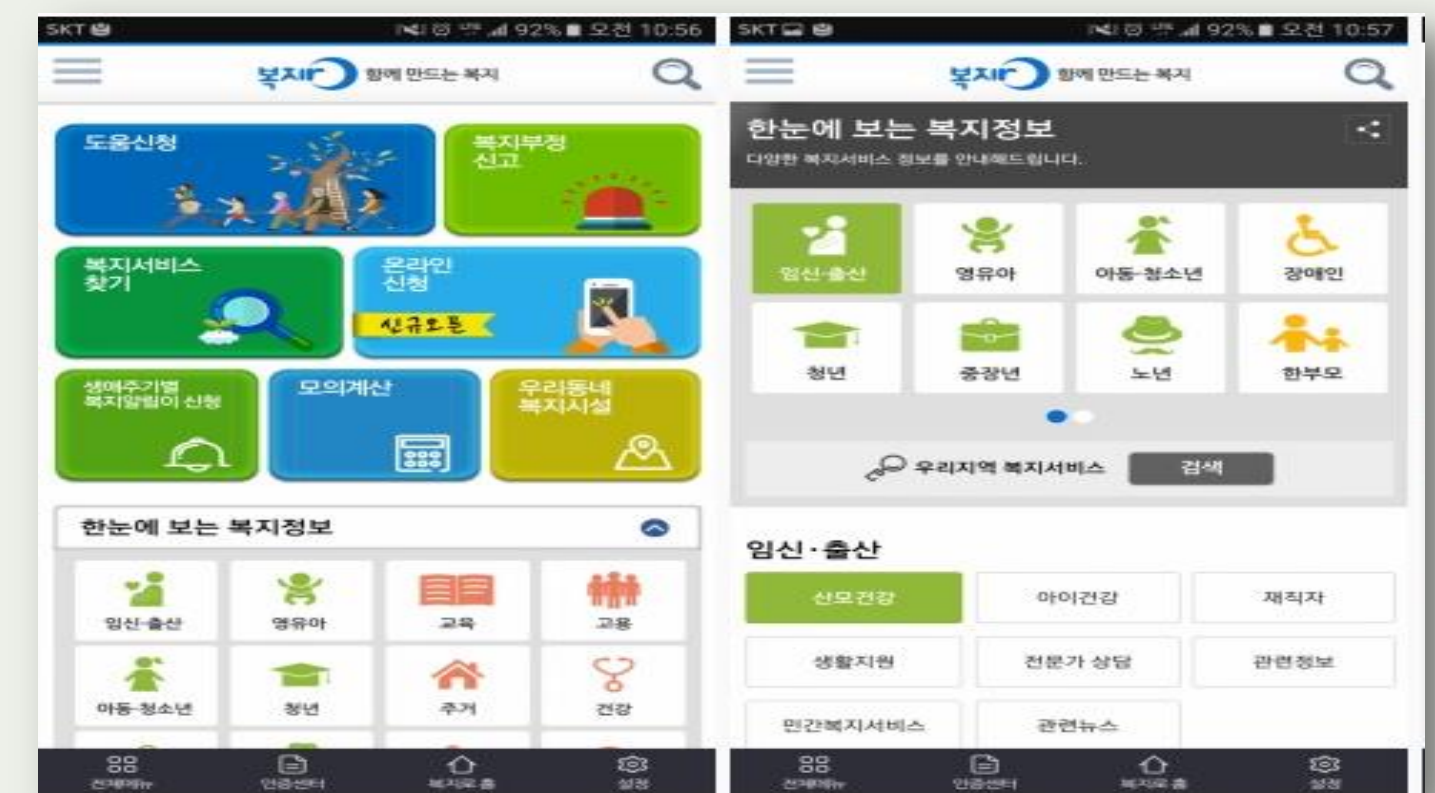 SKT 92% 오전 10:56
복지로 함께 만드는 복지
도움신청
복지부정
신고
복지서비스
찾기
온라인
신청
신규오픈
생애주기별
복지알림이 신청
모의계산
우리동네
복지시설
한눈에 보는 복지정보
임신·출산 영유아 교육 고용
아동·청소년 청년 주거 건강
전체메뉴 인증센터 복지로 홈 설정
SKT 92% 오전 10:57
복지로 함께 만드는 복지
한눈에 보는 복지정보
다양한 복지서비스 정보를 안내해드립니다.
임신·출산 영유아 아동·청소년 장애인
청년 중장년 노년 한부모
우리지역 복지서비스 검색
임신·출산
산모건강 아이건강 재직자
생활지원 전문가 상담 관련정보
민간복지서비스 관련뉴스
전체메뉴 인증센터 복지로 홈 설정